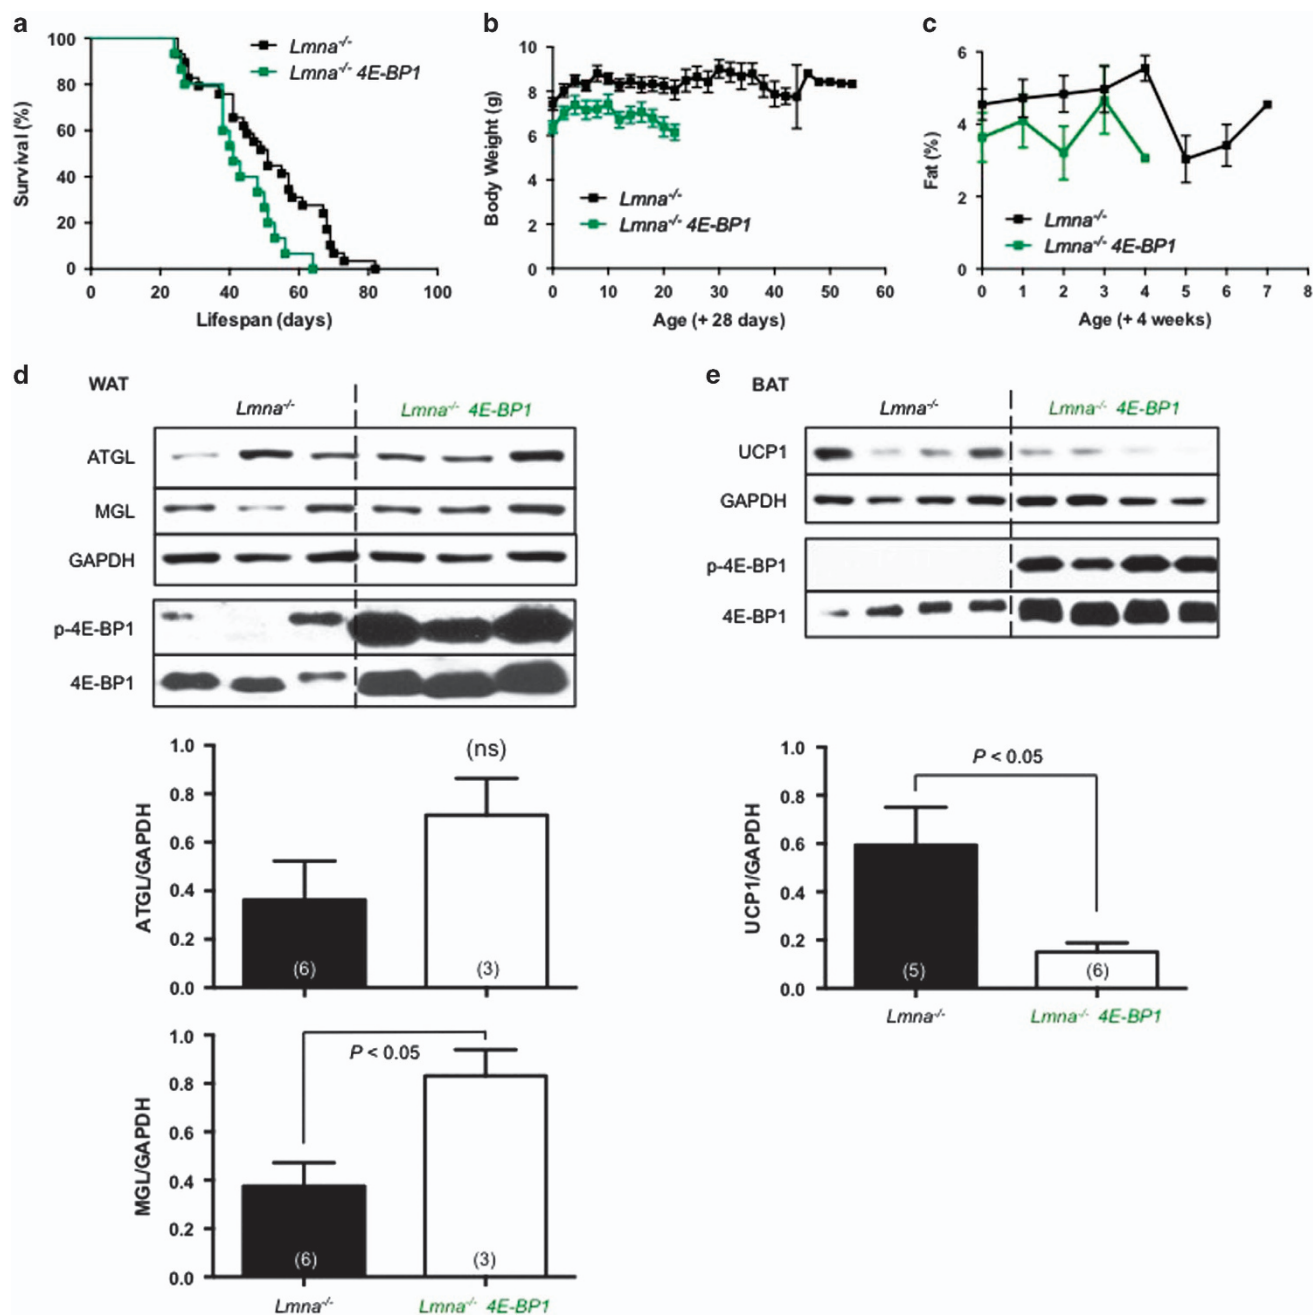 a
100
80
60
40
20
0
Survival (%)
Lmna-/-
Lmna-/- 4E-BP1
0 20 40 60 80 100
Lifespan (days)
b
10
8
6
4
2
0
Body Weight (g)
Lmna-/-
Lmna-/- 4E-BP1
0 10 20 30 40 50 60
Age (+ 28 days)
c
6
4
2
0
Fat (%)
Lmna-/-
Lmna-/- 4E-BP1
0 1 2 3 4 5 6 7 8
Age (+ 4 weeks)
d
WAT
Lmna-/- Lmna-/- 4E-BP1
ATGL
MGL
GAPDH
p-4E-BP1
4E-BP1
1.0
0.8
0.6
0.4
0.2
0.0
ATGL/GAPDH
(ns)
(6) (3)
1.0
0.8
0.6
0.4
0.2
0.0
MGL/GAPDH
P < 0.05
(6) (3)
Lmna-/- Lmna-/- 4E-BP1
e
BAT
Lmna-/- Lmna-/- 4E-BP1
UCP1
GAPDH
p-4E-BP1
4E-BP1
1.0
0.8
0.6
0.4
0.2
0.0
UCP1/GAPDH
P < 0.05
(5) (6)
Lmna-/- Lmna-/- 4E-BP1